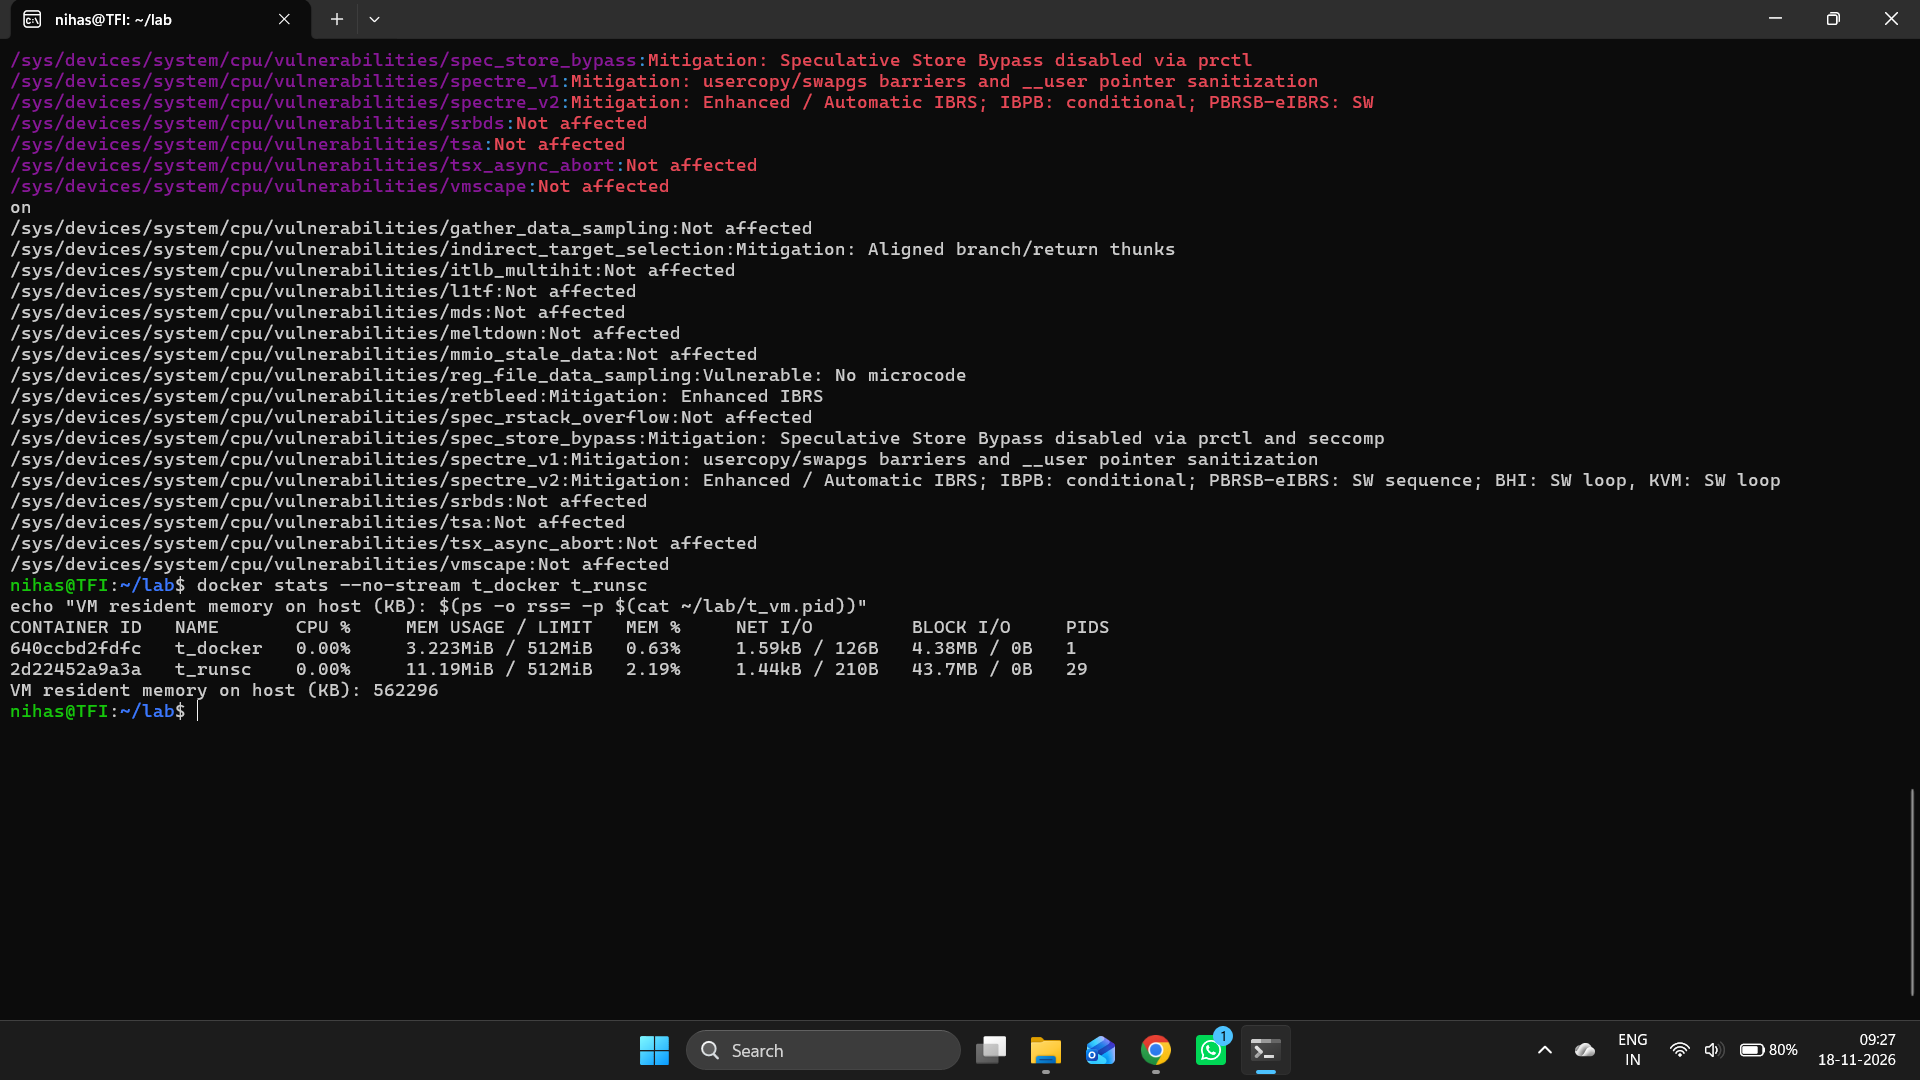 nihas@TFI: ~/lab
/sys/devices/system/cpu/vulnerabilities/spec_store_bypass:Mitigation: Speculative Store Bypass disabled via prctl
/sys/devices/system/cpu/vulnerabilities/spectre_v1:Mitigation: usercopy/swapgs barriers and __user pointer sanitization
/sys/devices/system/cpu/vulnerabilities/spectre_v2:Mitigation: Enhanced / Automatic IBRS; IBPB: conditional; PBRSB-eIBRS: SW
/sys/devices/system/cpu/vulnerabilities/srbds:Not affected
/sys/devices/system/cpu/vulnerabilities/tsa:Not affected
/sys/devices/system/cpu/vulnerabilities/tsx_async_abort:Not affected
/sys/devices/system/cpu/vulnerabilities/vmscape:Not affected
on
/sys/devices/system/cpu/vulnerabilities/gather_data_sampling:Not affected
/sys/devices/system/cpu/vulnerabilities/indirect_target_selection:Mitigation: Aligned branch/return thunks
/sys/devices/system/cpu/vulnerabilities/itlb_multihit:Not affected
/sys/devices/system/cpu/vulnerabilities/l1tf:Not affected
/sys/devices/system/cpu/vulnerabilities/mds:Not affected
/sys/devices/system/cpu/vulnerabilities/meltdown:Not affected
/sys/devices/system/cpu/vulnerabilities/mmio_stale_data:Not affected
/sys/devices/system/cpu/vulnerabilities/reg_file_data_sampling:Vulnerable: No microcode
/sys/devices/system/cpu/vulnerabilities/retbleed:Mitigation: Enhanced IBRS
/sys/devices/system/cpu/vulnerabilities/spec_rstack_overflow:Not affected
/sys/devices/system/cpu/vulnerabilities/spec_store_bypass:Mitigation: Speculative Store Bypass disabled via prctl and seccomp
/sys/devices/system/cpu/vulnerabilities/spectre_v1:Mitigation: usercopy/swapgs barriers and __user pointer sanitization
/sys/devices/system/cpu/vulnerabilities/spectre_v2:Mitigation: Enhanced / Automatic IBRS; IBPB: conditional; PBRSB-eIBRS: SW sequence; BHI: SW loop, KVM: SW loop
/sys/devices/system/cpu/vulnerabilities/srbds:Not affected
/sys/devices/system/cpu/vulnerabilities/tsa:Not affected
/sys/devices/system/cpu/vulnerabilities/tsx_async_abort:Not affected
/sys/devices/system/cpu/vulnerabilities/vmscape:Not affected
nihas@TFI:~/lab$ docker stats --no-stream t_docker t_runsc
echo "VM resident memory on host (KB): $(ps -o rss= -p $(cat ~/lab/t_vm.pid))"
CONTAINER ID   NAME       CPU %     MEM USAGE / LIMIT   MEM %     NET I/O         BLOCK I/O     PIDS
640ccbd2fdfc   t_docker   0.00%     3.223MiB / 512MiB   0.63%     1.59kB / 126B   4.38MB / 0B   1
2d22452a9a3a   t_runsc    0.00%     11.19MiB / 512MiB   2.19%     1.44kB / 210B   43.7MB / 0B   29
VM resident memory on host (KB): 562296
nihas@TFI:~/lab$
Search
1
ENG
IN
80%
09:27
18-11-2026